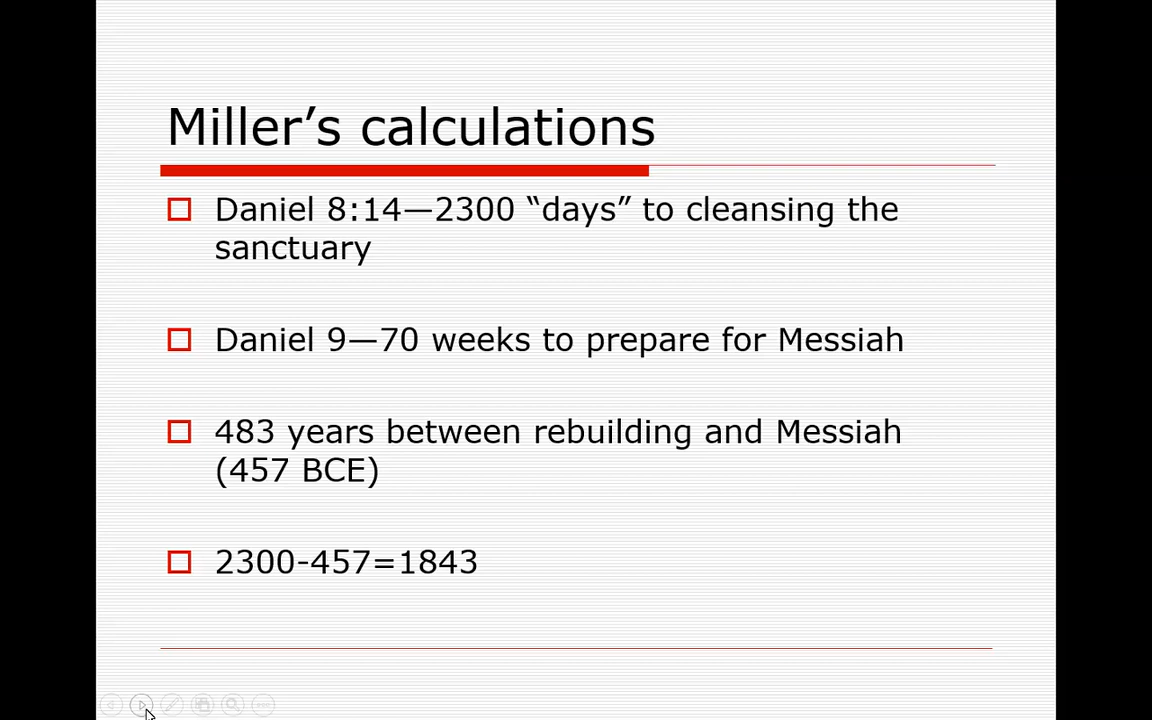 Miller’s calculations
Daniel 8:14—2300 “days” to cleansing the
sanctuary
Daniel 9—70 weeks to prepare for Messiah
483 years between rebuilding and Messiah
(457 BCE)
2300-457=1843